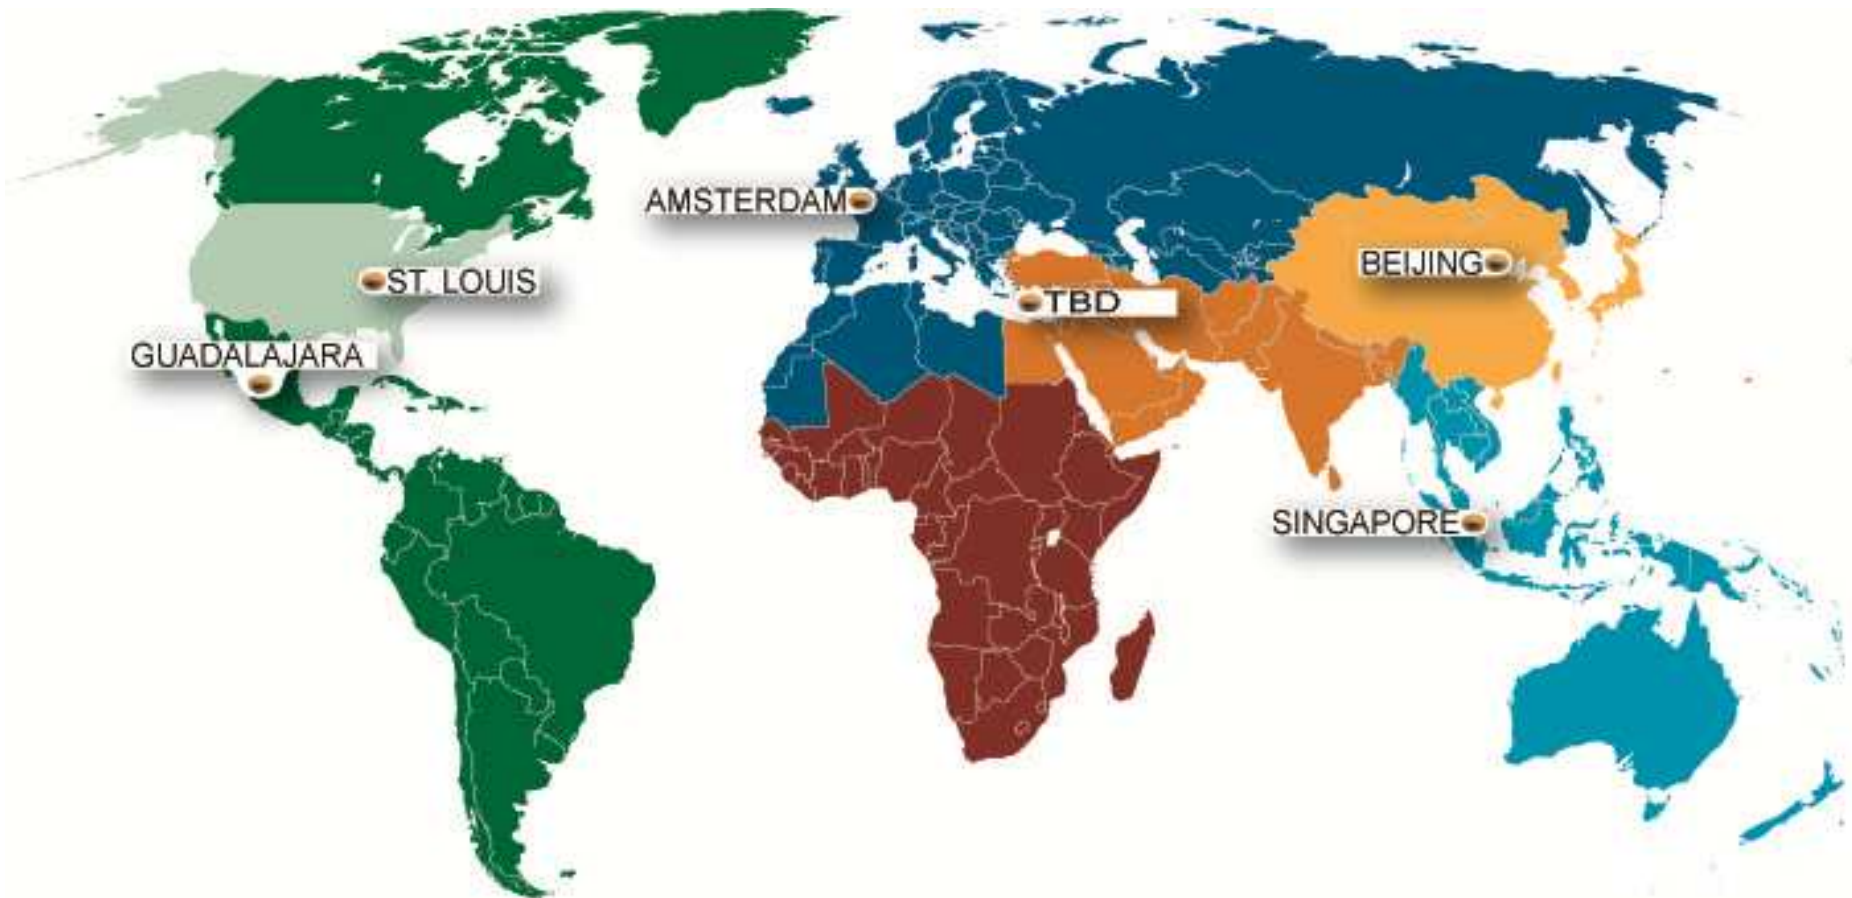 AMSTERDAM
BEIJING
ST. LOUIS
TBD
GUADALAJARA
SINGAPORE